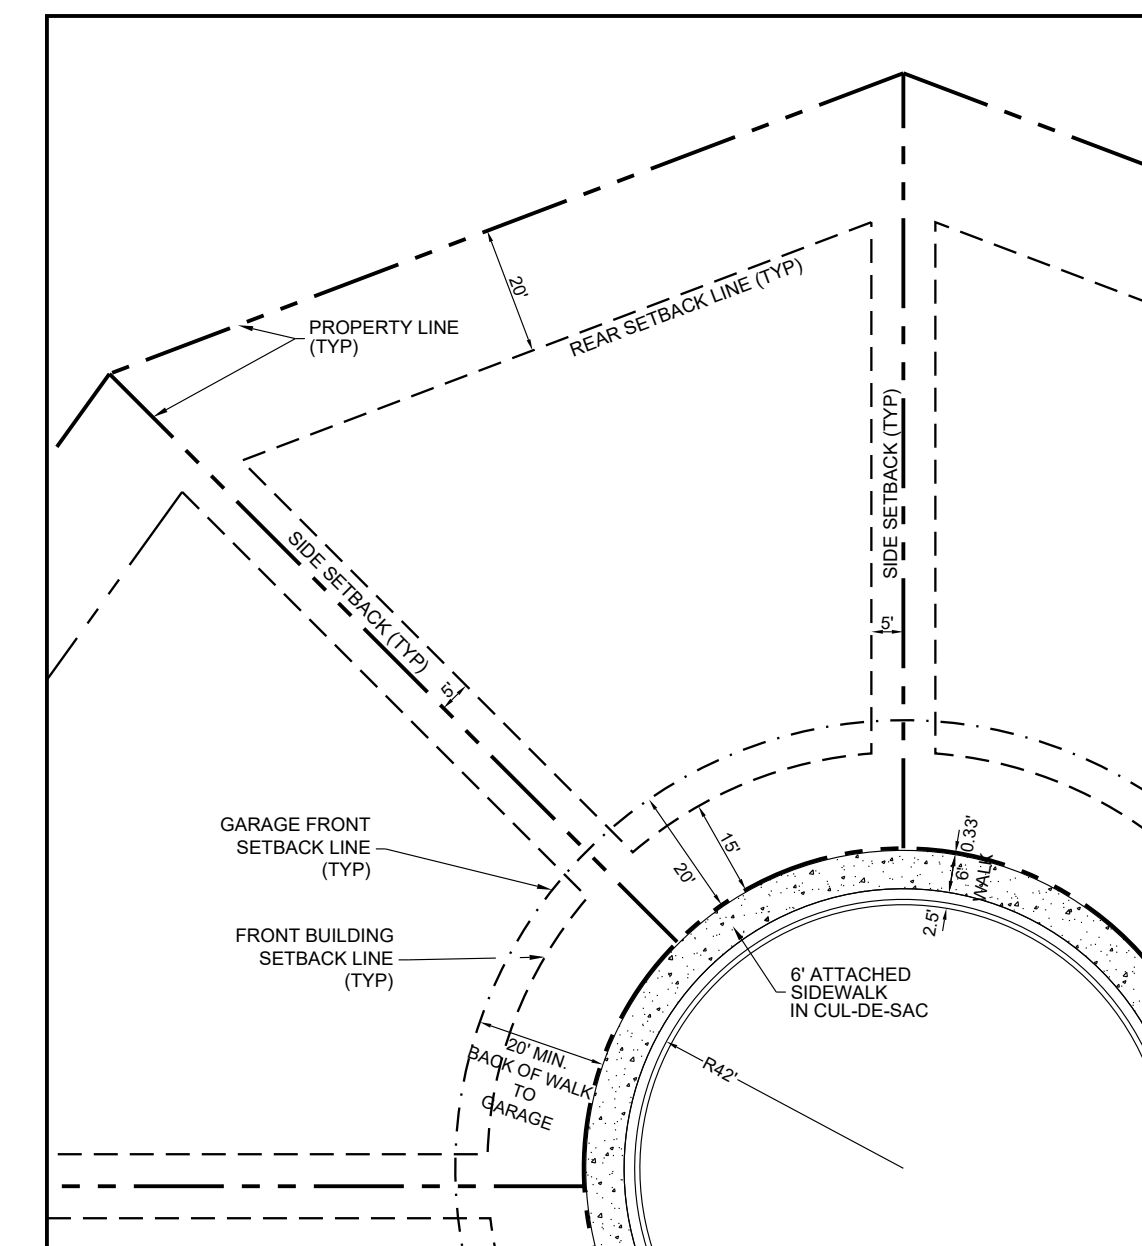 20'
PROPERTY LINE
(TYP)
REAR SETBACK LINE (TYP)
SIDE SETBACK (TYP)
SIDE SETBACK (TYP)
5'
5'
GARAGE FRONT
SETBACK LINE
(TYP)
15'
20'
0.33'
6'
WALK
2.5'
FRONT BUILDING
SETBACK LINE
(TYP)
6' ATTACHED
SIDEWALK
IN CUL-DE-SAC
20' MIN.
BACK OF WALK
TO
GARAGE
R42'